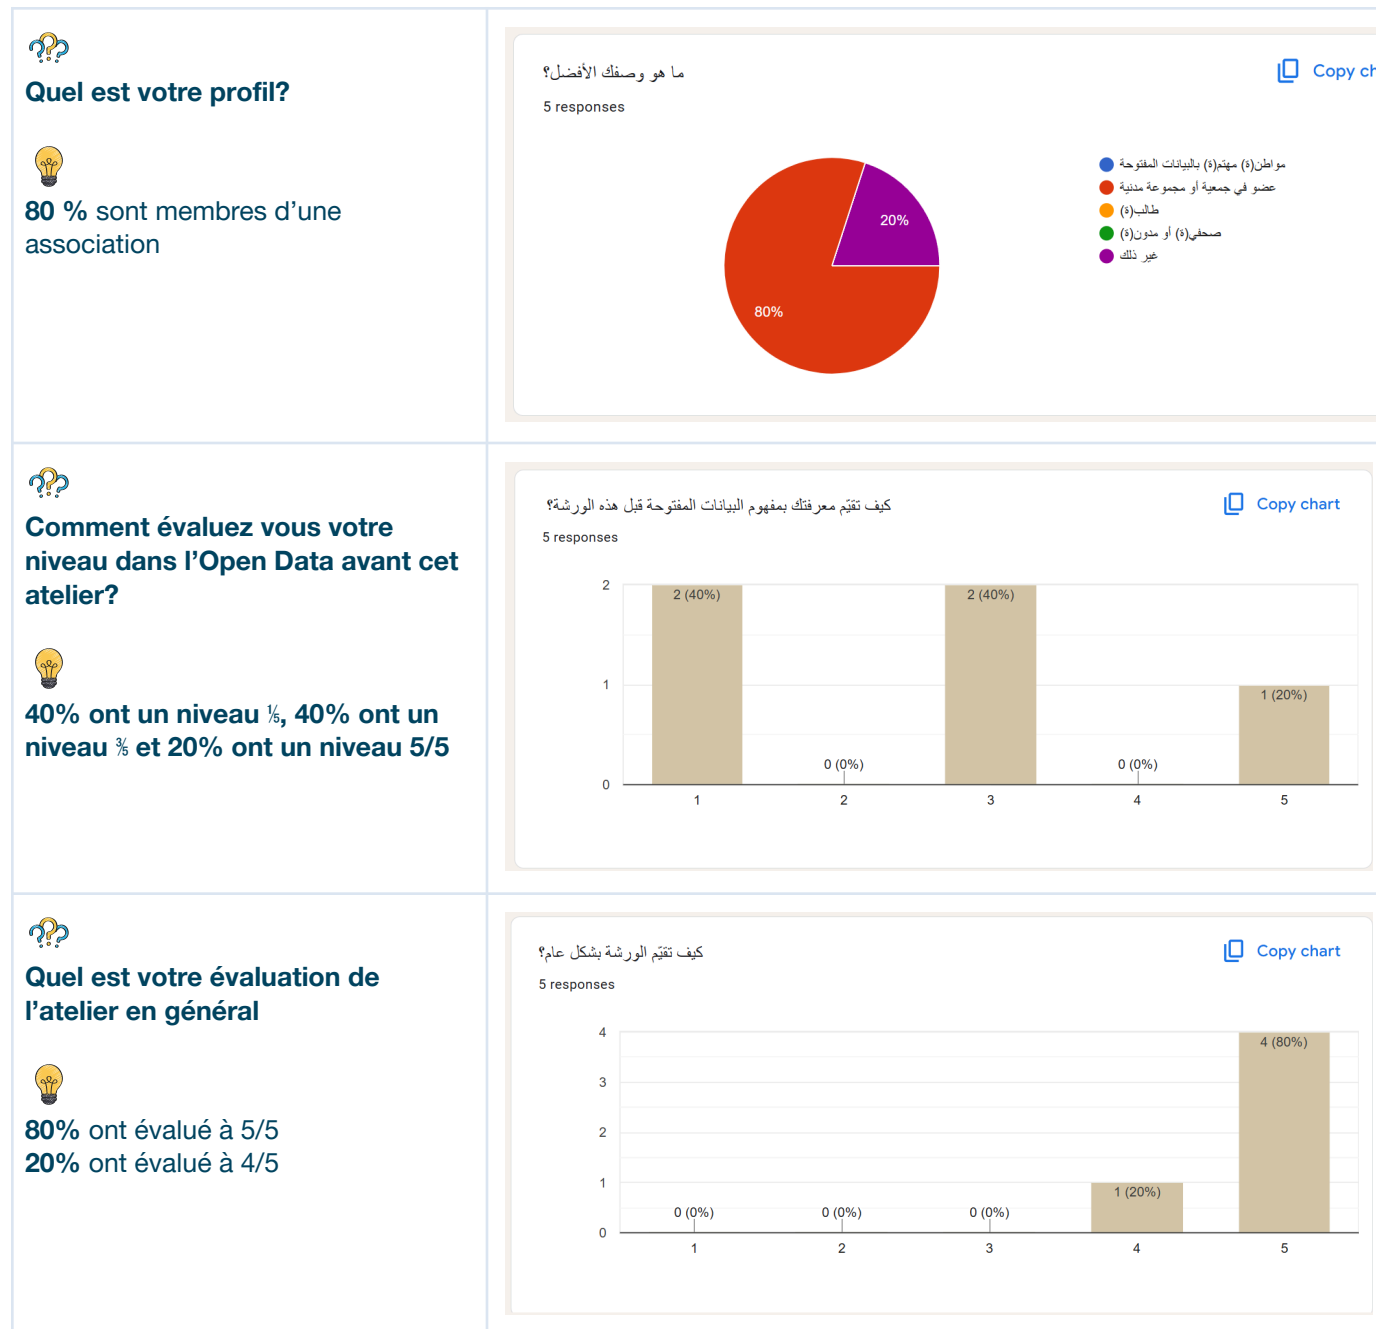 Quel est votre profil?
80 % sont membres d’une
association
ما هو وصفك الأفضل؟
Copy ch
5 responses
20%
80%
مواطن(ة) مهتم(ة) بالبيانات المفتوحة
عضو في جمعية أو مجموعة مدنية
طالب(ة)
صحفي(ة) أو مدون(ة)
غير ذلك
Comment évaluez vous votre
niveau dans l’Open Data avant cet
atelier?
40% ont un niveau ⅕, 40% ont un
niveau ⅗ et 20% ont un niveau 5/5
كيف تقيّم معرفتك بمفهوم البيانات المفتوحة قبل هذه الورشة؟
Copy chart
5 responses
2
1
0
2 (40%)
0 (0%)
2 (40%)
0 (0%)
1 (20%)
1 2 3 4 5
Quel est votre évaluation de
l’atelier en général
80% ont évalué à 5/5
20% ont évalué à 4/5
كيف تقيّم الورشة بشكل عام؟
Copy chart
5 responses
4
3
2
1
0
0 (0%)
0 (0%)
0 (0%)
1 (20%)
4 (80%)
1 2 3 4 5